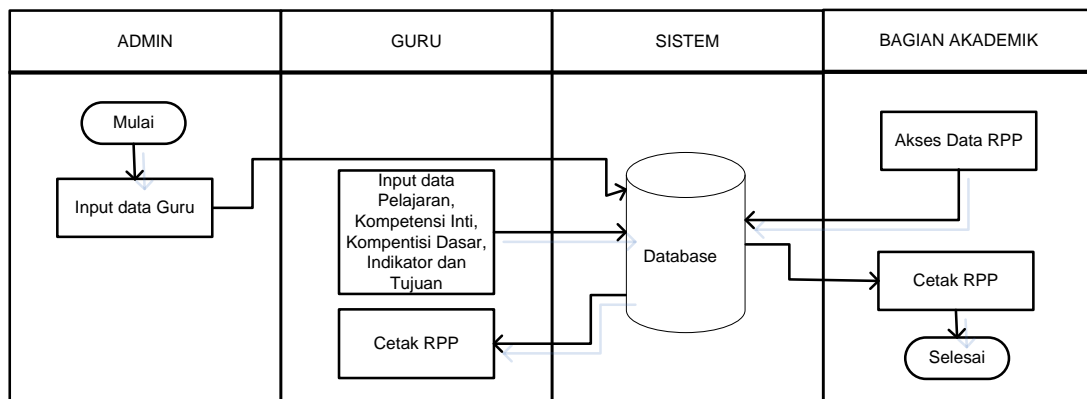 ADMIN
GURU
SISTEM
BAGIAN AKADEMIK
Mulai
Input data Guru
Input data
Pelajaran,
Kompetensi Inti,
Kompentisi Dasar,
Indikator dan
Tujuan
Cetak RPP
Database
Akses Data RPP
Cetak RPP
Selesai